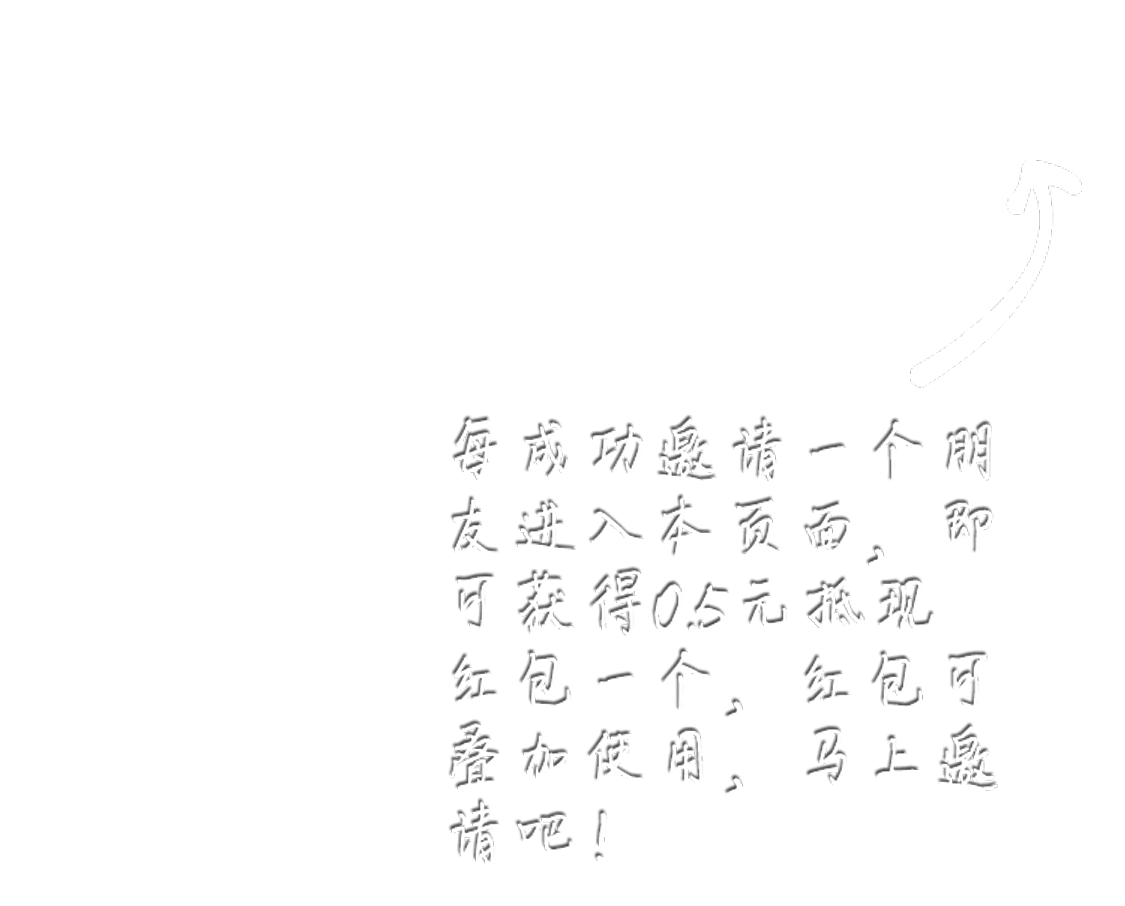 每成功邀请一个朋
友进入本页面，即
可获得0.5元抵现
红包一个，红包可
叠加使用，马上邀
请吧！